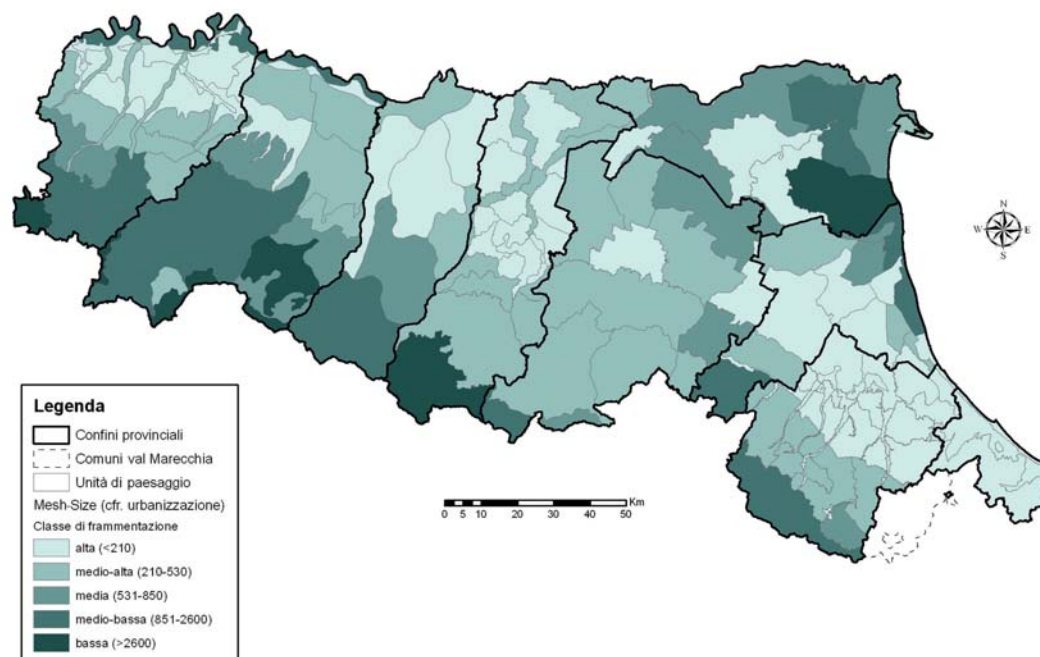 N
W E
S
Legenda
Confini provinciali
Comuni val Marecchia
Unità di paesaggio
Mesh-Size (cfr. urbanizzazione)
Classe di frammentazione
alta (<210)
medio-alta (210-530)
media (531-850)
medio-bassa (851-2600)
bassa (>2600)
Km
0 5 10 20 30 40 50